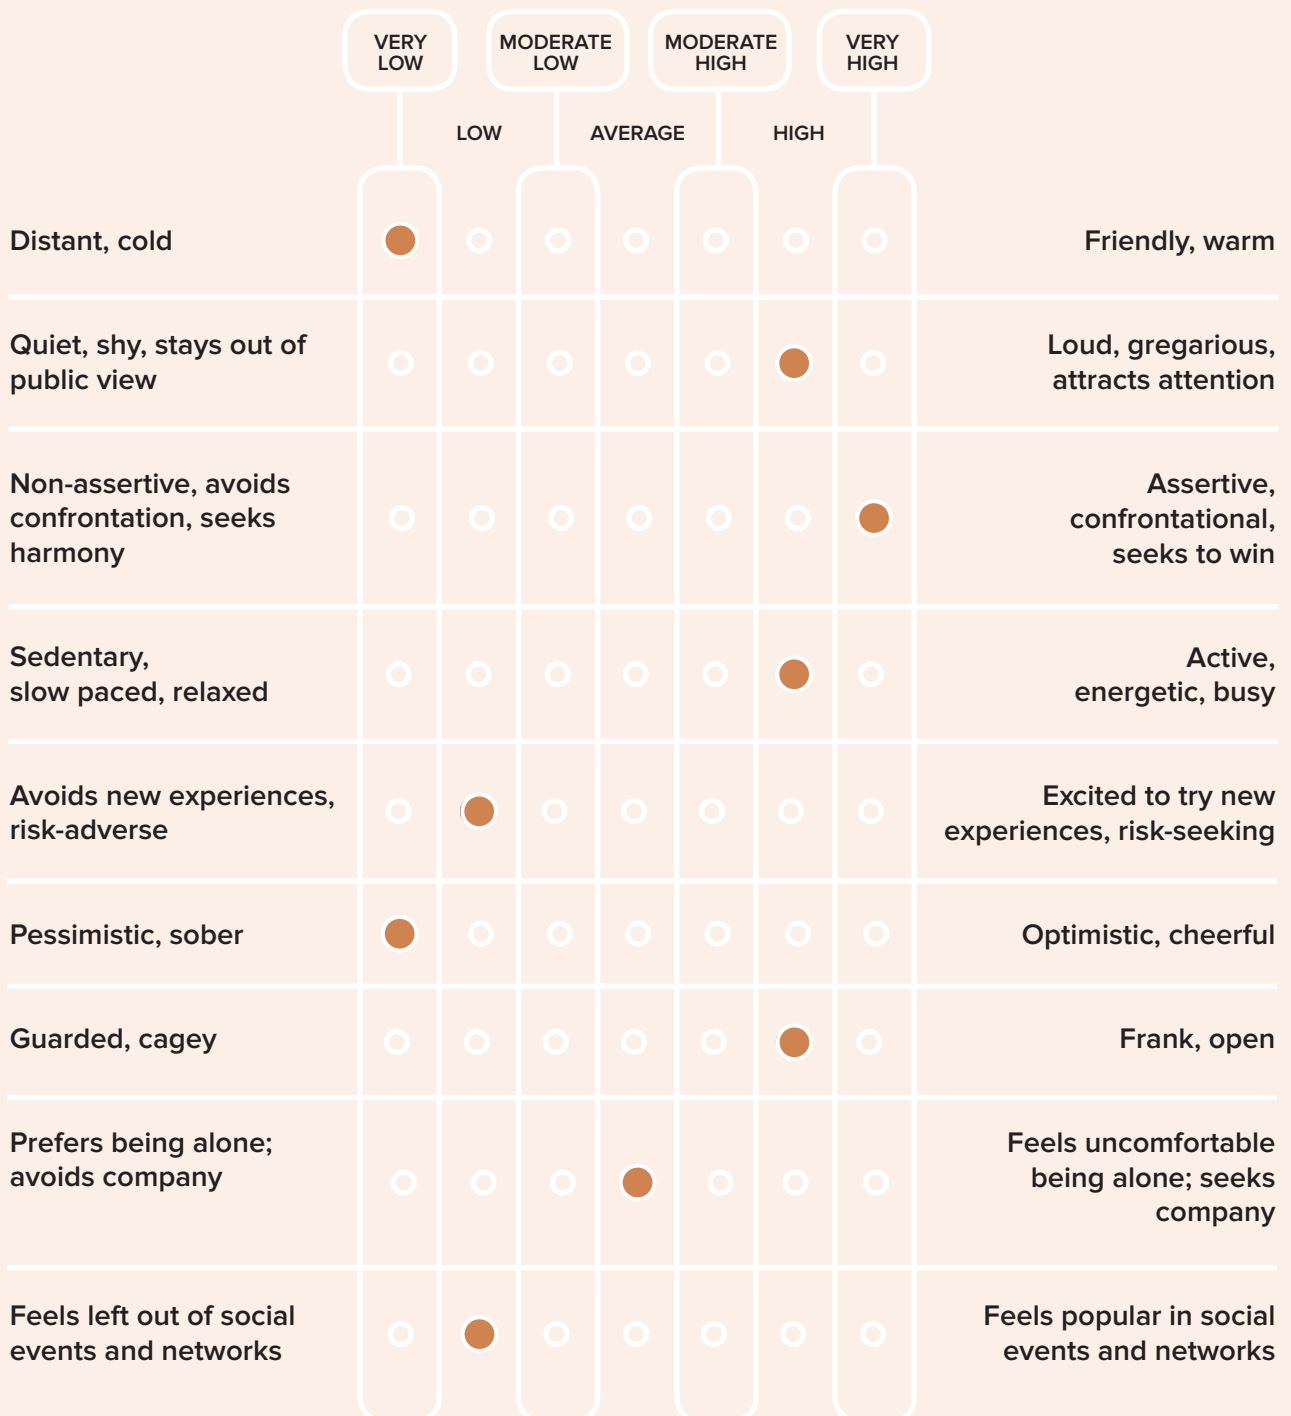 VERY
LOW
MODERATE
LOW
MODERATE
HIGH
VERY
HIGH
LOW
AVERAGE
HIGH
Distant, cold
Friendly, warm
Quiet, shy, stays out of
public view
Loud, gregarious,
attracts attention
Non-assertive, avoids
confrontation, seeks
harmony
Assertive,
confrontational,
seeks to win
Sedentary,
slow paced, relaxed
Active,
energetic, busy
Avoids new experiences,
risk-adverse
Excited to try new
experiences, risk-seeking
Pessimistic, sober
Optimistic, cheerful
Guarded, cagey
Frank, open
Prefers being alone;
avoids company
Feels uncomfortable
being alone; seeks
company
Feels left out of social
events and networks
Feels popular in social
events and networks